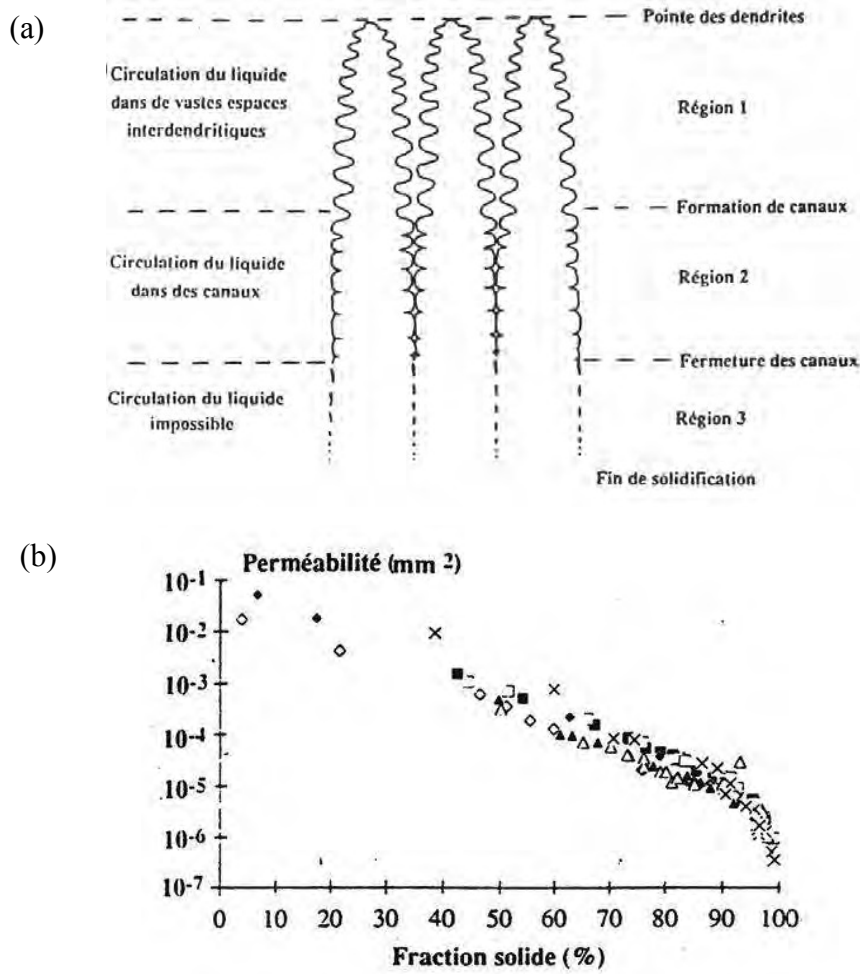 (a)
Pointe des dendrites
Circulation du liquide
dans de vastes espaces
interdendritiques
Région 1
Formation de canaux
Circulation du liquide
dans des canaux
Région 2
Fermeture des canaux
Circulation du liquide
impossible
Région 3
Fin de solidification
(b)
Perméabilité (mm 2)
10-1
10-2
10-3
10-4
10-5
10-6
10-7
0 10 20 30 40 50 60 70 80 90 100
Fraction solide (%)